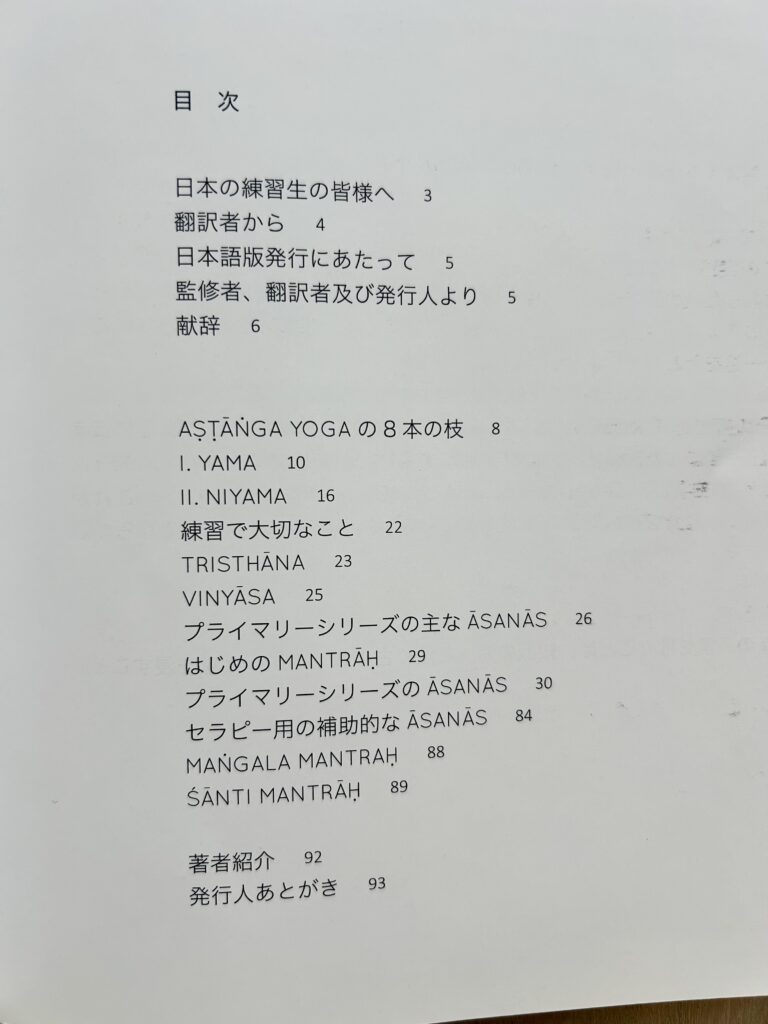 目　次
日本の練習生の皆様へ　3
翻訳者から　4
日本語版発行にあたって　5
監修者、翻訳者及び発行人より　5
献辞　6
AṢṬĀṄGA YOGA の８本の枝　8
I. YAMA　10
II. NIYAMA　16
練習で大切なこと　22
TRISTHĀNA　23
VINYĀSA　25
プライマリーシリーズの主な ĀSANĀS　26
はじめの MANTRĀḤ　29
プライマリーシリーズの ĀSANĀS　30
セラピー用の補助的な ĀSANĀS　84
MAṄGALA MANTRAḤ　88
ŚĀNTI MANTRĀḤ　89
著者紹介　92
発行人あとがき　93